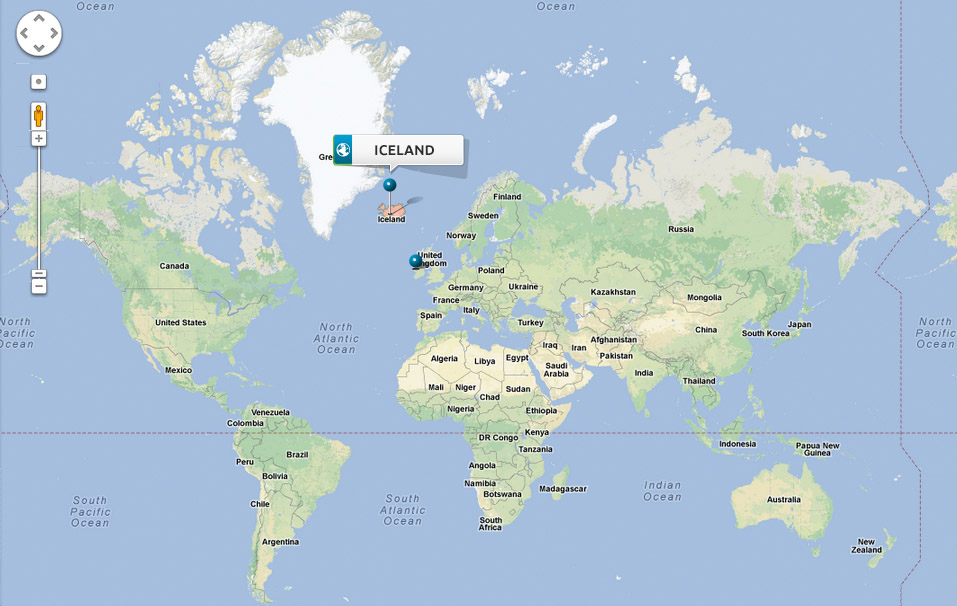 Ocean
Ocean
ICELAND
Gre
Iceland
Finland
Sweden
Norway
Russia
United
gdom
Poland
Germany
Ukraine
France
Kazakhstan
Mongolia
Canada
United States
Spain
Italy
Turkey
China
South Korea
Japan
North
Atlantic
Ocean
North
Pacific
Ocean
North
Pacific
Ocean
Iraq
Iran
Afghanistan
Pakistan
Algeria
Libya
Egypt
Saudi
Arabia
India
Mexico
Mali
Niger
Chad
Sudan
Thailand
Venezuela
Colombia
Nigeria
Ethiopia
Kenya
DR Congo
Tanzania
Indonesia
Papua New
Guinea
Peru
Brazil
Bolivia
Angola
Namibia
Botswana
Madagascar
Indian
Ocean
South
Pacific
Ocean
South
Atlantic
Ocean
Chile
Australia
South
Africa
Argentina
New
Zealand